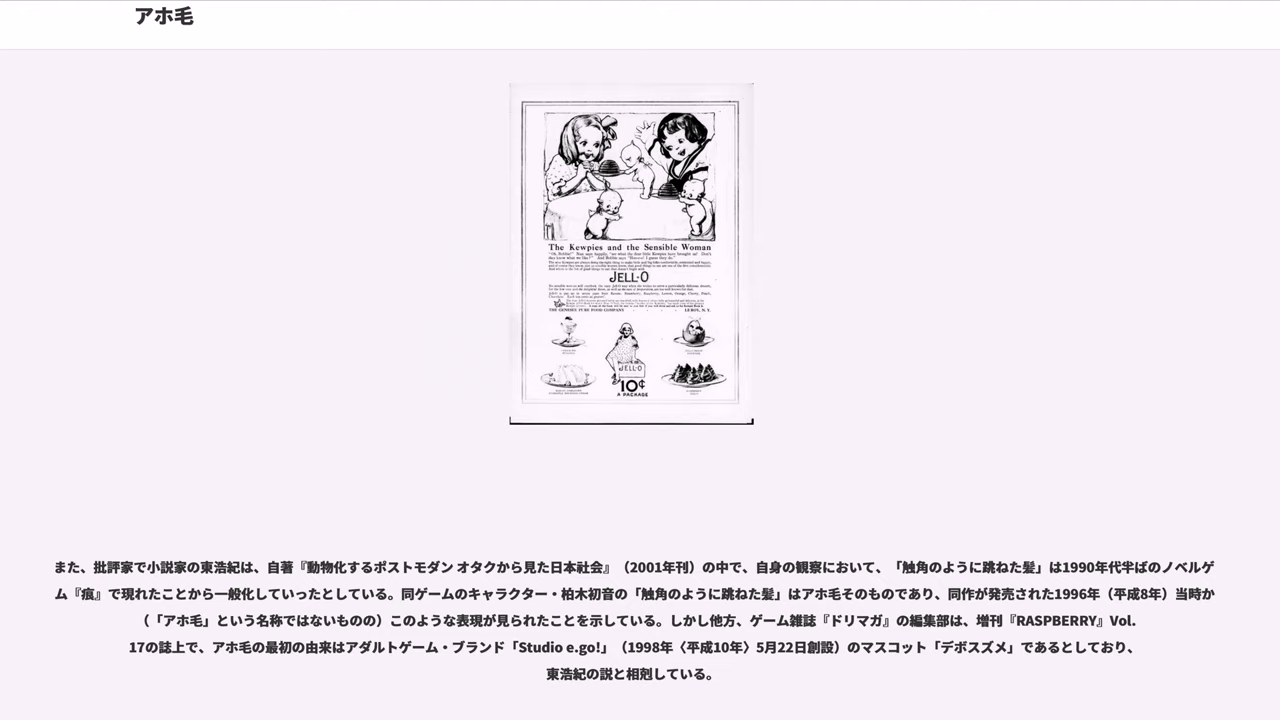 アホ毛
The Kewpies and the Sensible Woman
JELL-O
THE GENESEE PURE FOOD COMPANY LE ROY, N. Y.
JELL-O
10¢
A PACKAGE
また、批評家で小説家の東浩紀は、自著『動物化するポストモダン オタクから見た日本社会』（2001年刊）の中で、自身の観察において、「触角のように跳ねた髪」は1990年代半ばのノベルゲ
ム『痕』で現れたことから一般化していったとしている。同ゲームのキャラクター・柏木初音の「触角のように跳ねた髪」はアホ毛そのものであり、同作が発売された1996年（平成8年）当時か
（「アホ毛」という名称ではないものの）このような表現が見られたことを示している。しかし他方、ゲーム雑誌『ドリマガ』の編集部は、増刊『RASPBERRY』Vol.
17の誌上で、アホ毛の最初の由来はアダルトゲーム・ブランド「Studio e.go!」（1998年〈平成10年〉5月22日創設）のマスコット「デボスズメ」であるとしており、
東浩紀の説と相剋している。